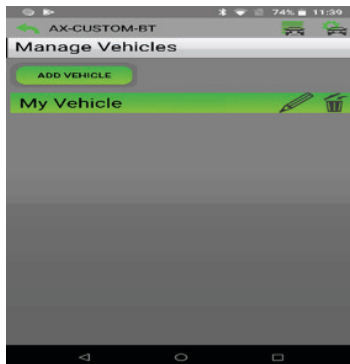 74% 11:39
AX-CUSTOM-BT
Manage Vehicles
ADD VEHICLE
My Vehicle